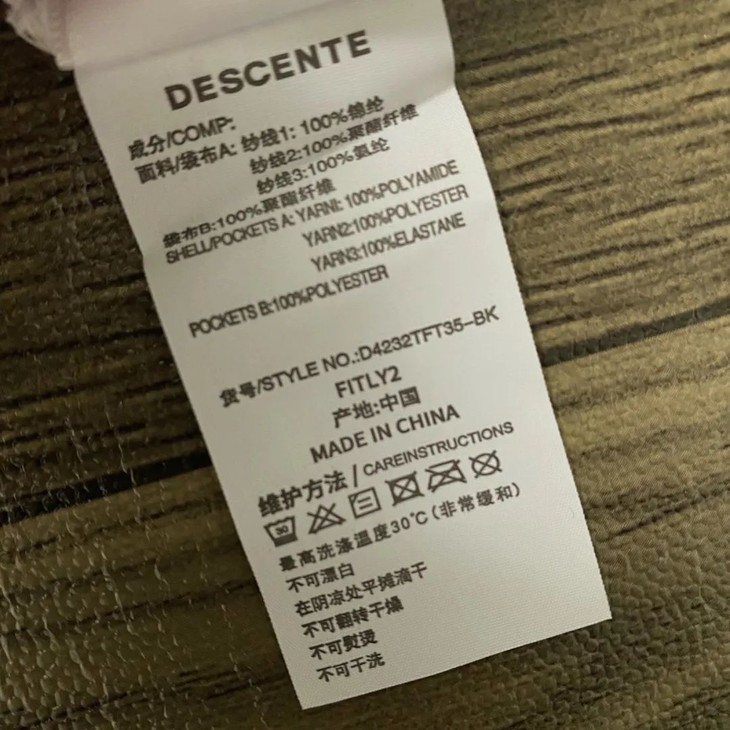 DESCENTE
成分/COMP:
面料/袋布A: 纱线1: 100%锦纶
纱线2:100%聚酯纤维
纱线3:100%氨纶
袋布B:100%聚酯纤维
SHELL/POCKETS A: YARN1: 100%POLYAMIDE
YARN2:100%POLYESTER
YARN3:100%ELASTANE
POCKETS B:100%POLYESTER
货号/STYLE NO.:D4232TFT35-BK
FITLY2
产地:中国
MADE IN CHINA
维护方法/CAREINSTRUCTIONS
30
最高洗涤温度30℃(非常缓和)
不可漂白
在阴凉处平摊滴干
不可翻转干燥
不可熨烫
不可干洗